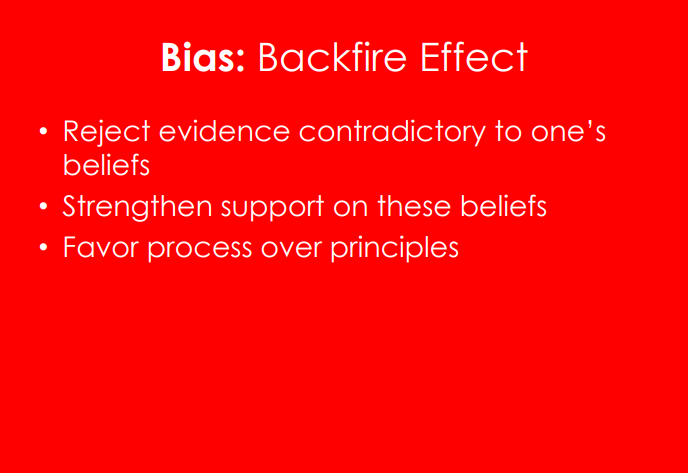 Bias: Backfire Effect
• Reject evidence contradictory to one’s
beliefs
• Strengthen support on these beliefs
• Favor process over principles